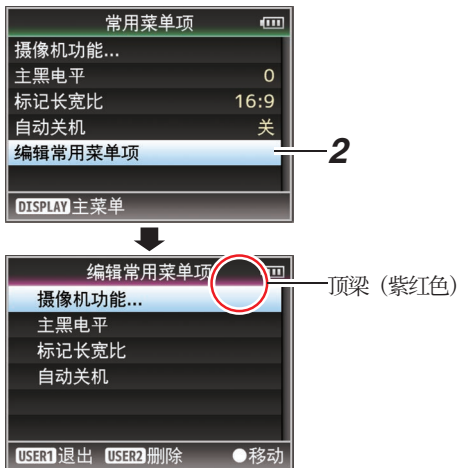 常用菜单项
摄像机功能...
主黑电平 0
标记长宽比 16:9
自动关机 关
编辑常用菜单项
2
DISPLAY 主菜单
编辑常用菜单项
顶梁（紫红色）
摄像机功能...
主黑电平
标记长宽比
自动关机
USER1 退出 USER2 删除 ●移动